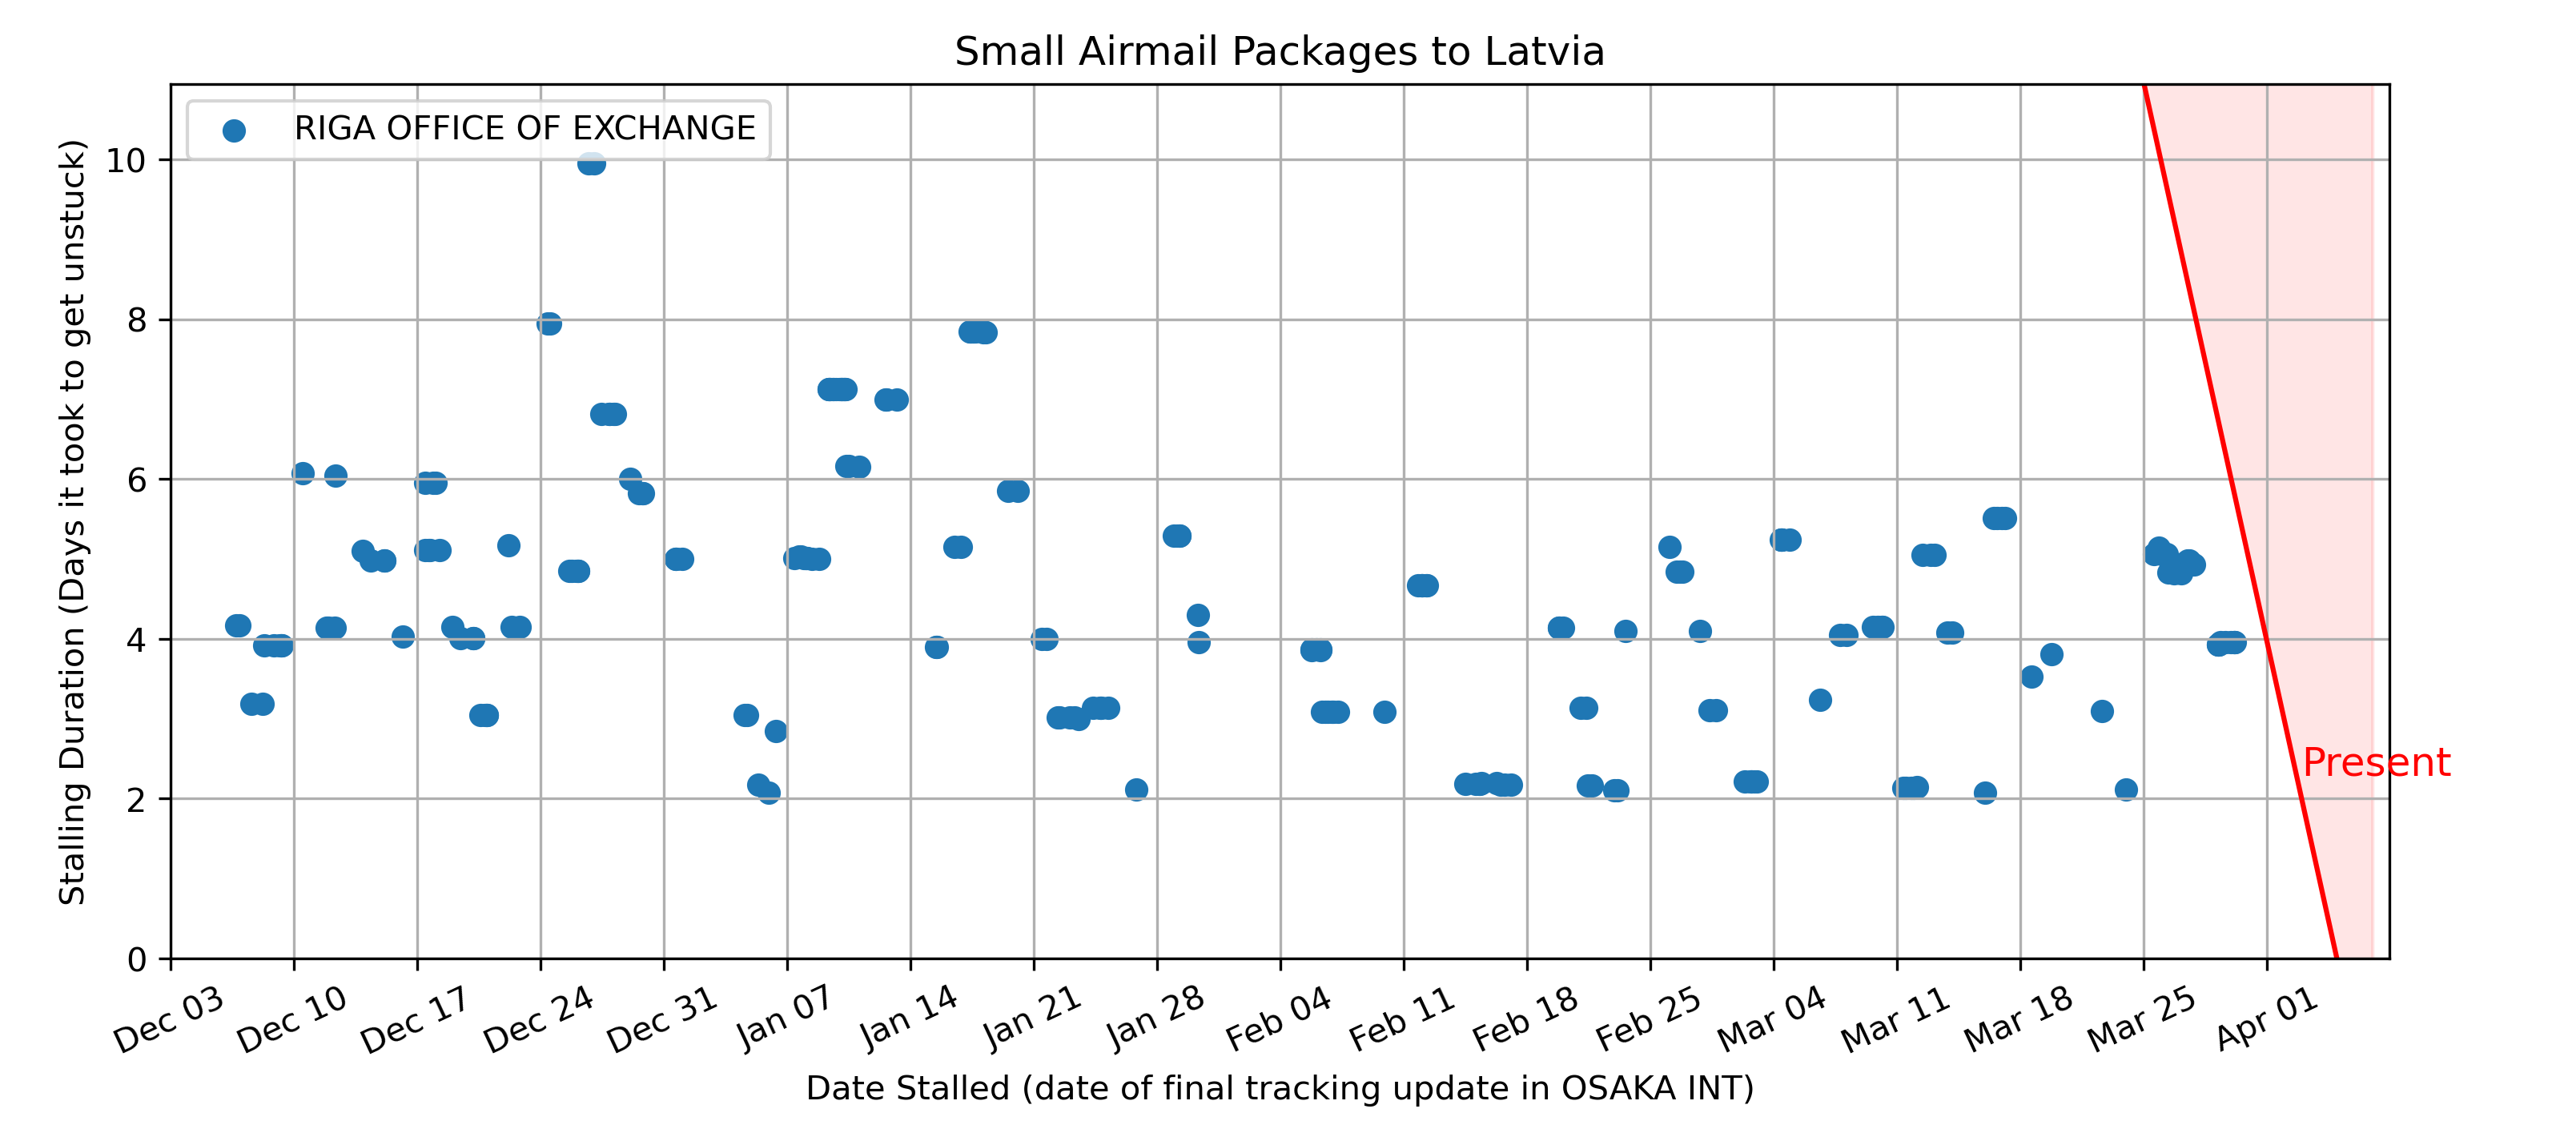 Small Airmail Packages to Latvia
RIGA OFFICE OF EXCHANGE
Stalling Duration (Days it took to get unstuck)
10
8
6
4
2
0
Present
Dec 03
Dec 10
Dec 17
Dec 24
Dec 31
Jan 07
Jan 14
Jan 21
Jan 28
Feb 04
Feb 11
Feb 18
Feb 25
Mar 04
Mar 11
Mar 18
Mar 25
Apr 01
Date Stalled (date of final tracking update in OSAKA INT)